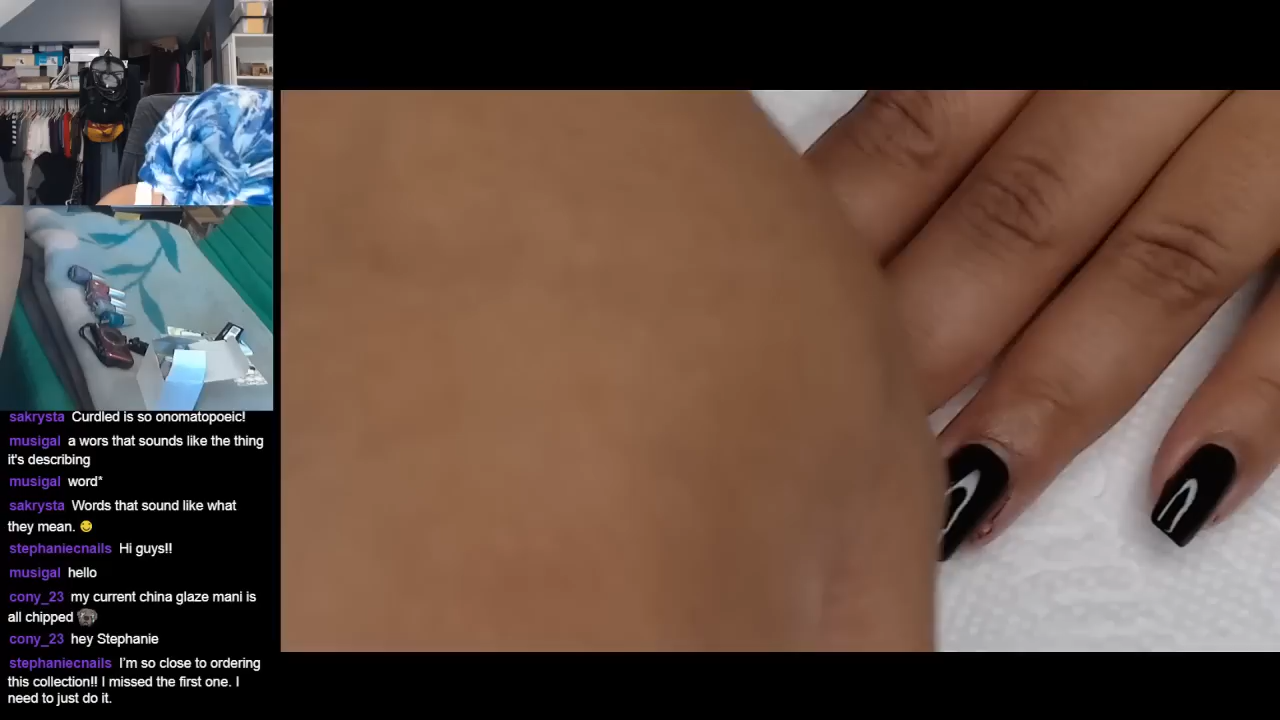 sakrysta Curdled is so onomatopoeic!
musigal a wors that sounds like the thing
it's describing
musigal word*
sakrysta Words that sound like what
they mean.
stephaniecnails Hi guys!!
musigal hello
cony_23 my current china glaze mani is
all chipped
cony_23 hey Stephanie
stephaniecnails I'm so close to ordering
this collection!! I missed the first one. I
need to just do it.